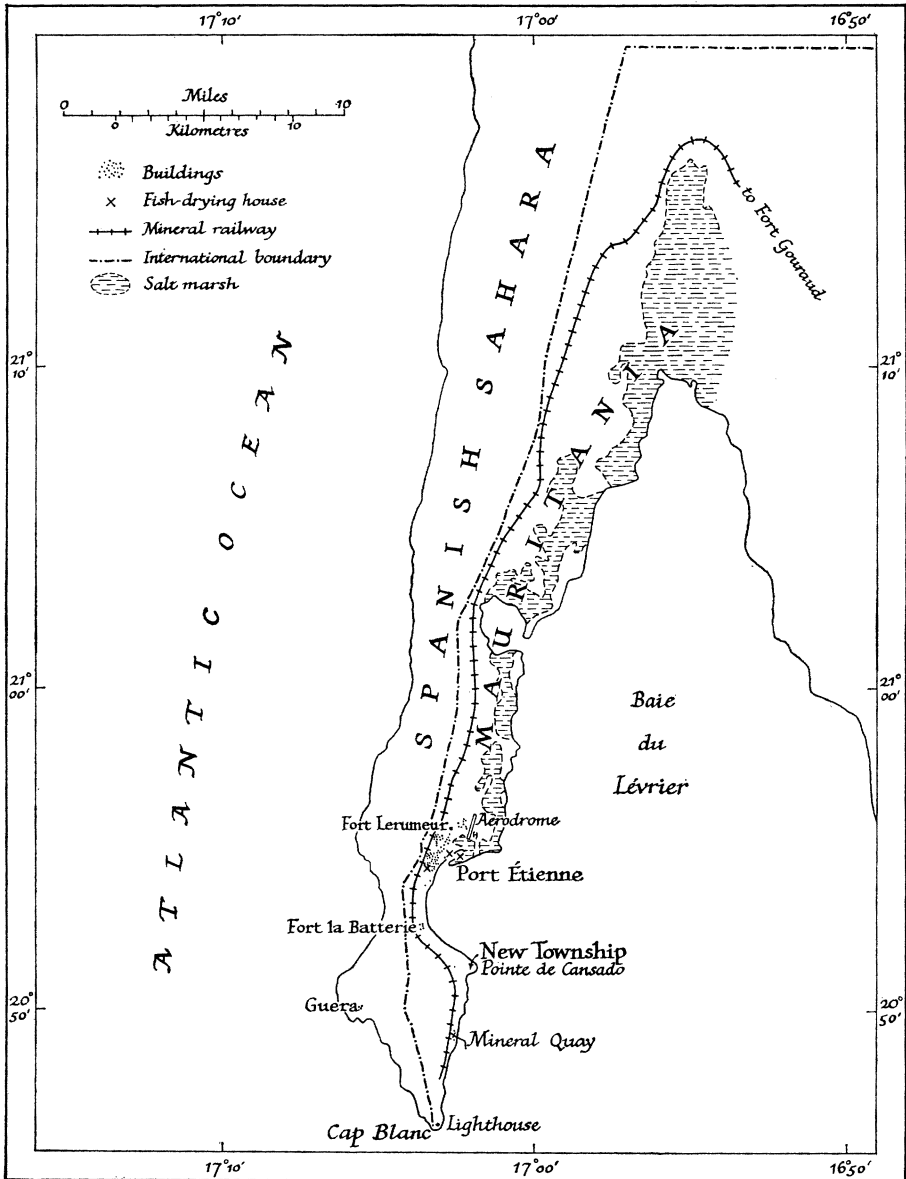 17°10'
17°00'
16°50'
0 Miles 10
0 Kilometres 10
Buildings
Fish-drying house
Mineral railway
International boundary
Salt marsh
to Fort Gouraud
SPANISH SAHARA
MAURITANIA
ATLANTIC OCEAN
21° 10'
21° 10'
21° 00'
21° 00'
Baie
du
Lévrier
Fort Lerumeur
Aerodrome
Port Étienne
Fort la Batterie
New Township
Pointe de Cansado
Guera
20° 50'
20° 50'
Mineral Quay
Cap Blanc
Lighthouse
17°10'
17°00'
16°50'